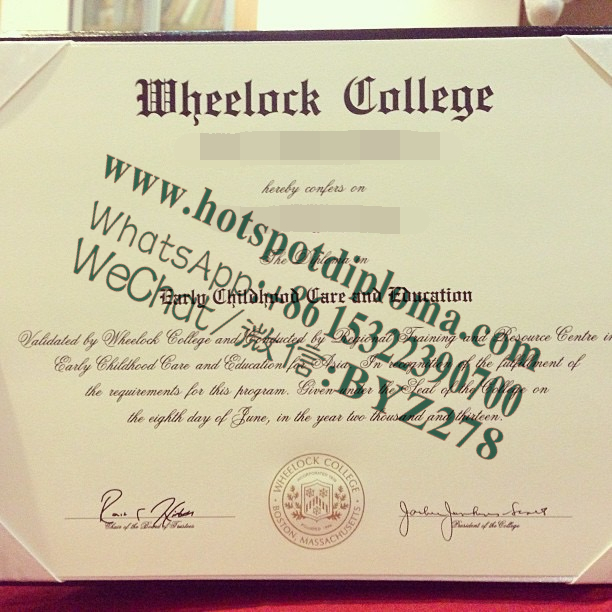 Wheelock College
hereby confers on
The Diploma in
Early Childhood Care and Education
Validated by Wheelock College and Conducted by Regional Training and Resource Centre in
Early Childhood Care and Education for Asia. In recognition of the fulfilment of
the requirements for this program. Given under the Seal of the College on
the eighth day of June, in the year two thousand and thirteen.
www.hotspotdiploma.com
WhatsApp:+86 15322390700
WeChat/微信:BYZ278
WHEELOCK COLLEGE
BOSTON, MASSACHUSETTS
Chair of the Board of Trustees
President of the College